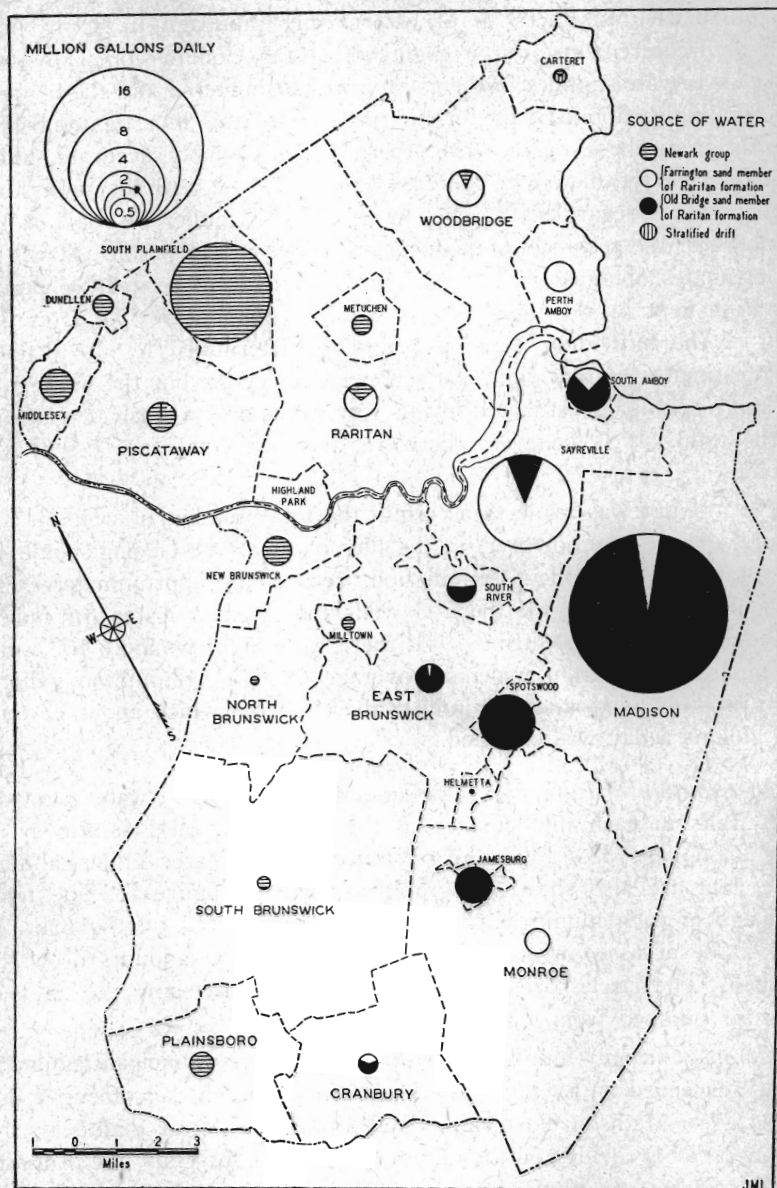 MILLION GALLONS DAILY
16
8
4
2
1
0.5
CARTERET
SOURCE OF WATER
Newark group
Farrington sand member
of Raritan formation
Old Bridge sand member
of Raritan formation
Stratified drift
WOODBRIDGE
SOUTH PLAINFIELD
DUNELLEN
METUCHEN
PERTH
AMBOY
MIDDLESEX
PISCATAWAY
RARITAN
SOUTH AMBOY
SAYREVILLE
HIGHLAND
PARK
N
W
E
S
NEW BRUNSWICK
SOUTH
RIVER
MILLTOWN
NORTH
BRUNSWICK
EAST
BRUNSWICK
SPOTSWOOD
MADISON
HELMETTA
JAMESBURG
SOUTH BRUNSWICK
MONROE
PLAINSBORO
CRANBURY
1 0 1 2 3
Miles
JML